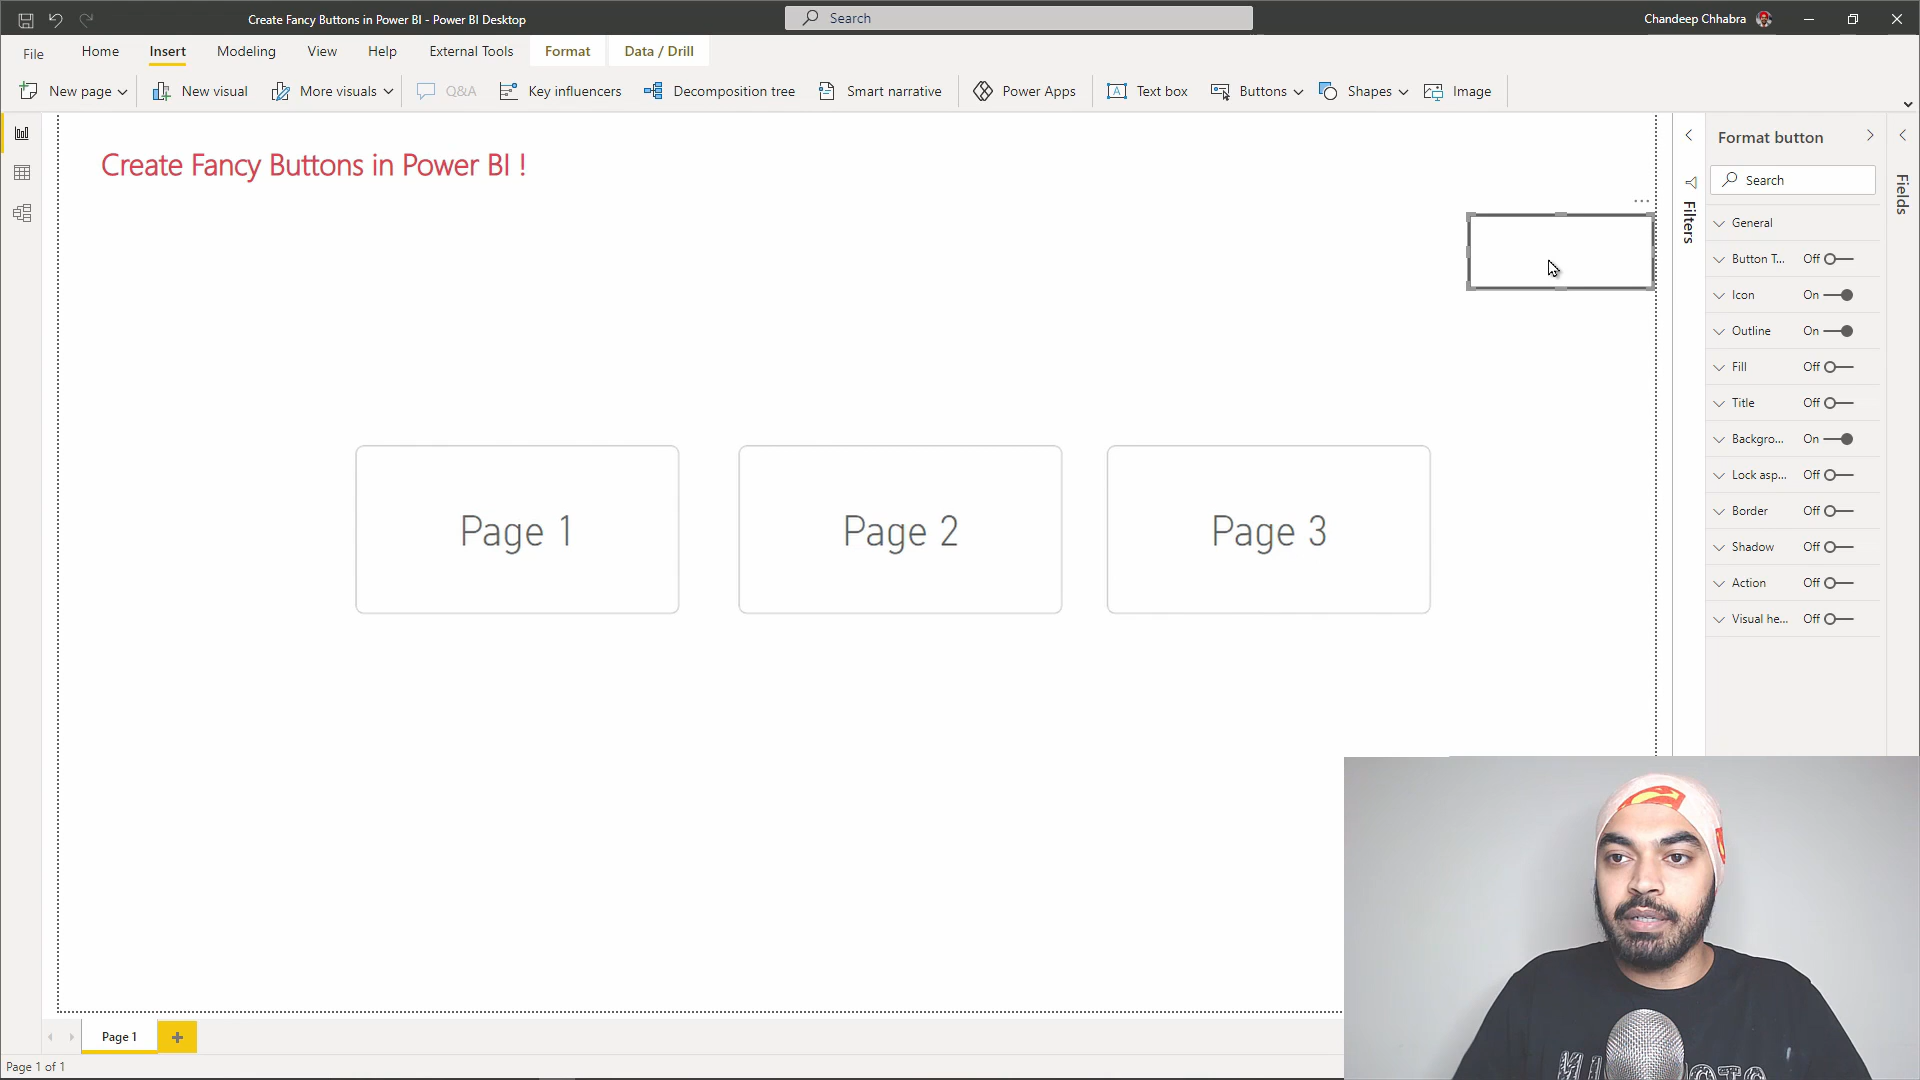 Create Fancy Buttons in Power BI - Power BI Desktop
Search
Chandeep Chhabra
File
Home
Insert
Modeling
View
Help
External Tools
Format
Data / Drill
New page
New visual
More visuals
Q&A
Key influencers
Decomposition tree
Smart narrative
Power Apps
Text box
Buttons
Shapes
Image
Create Fancy Buttons in Power BI !
Page 1
Page 2
Page 3
Filters
Format button
Search
General
Button T... Off
Icon On
Outline On
Fill Off
Title Off
Backgro... On
Lock asp... Off
Border Off
Shadow Off
Action Off
Visual he... Off
Fields
Page 1
Page 1 of 1